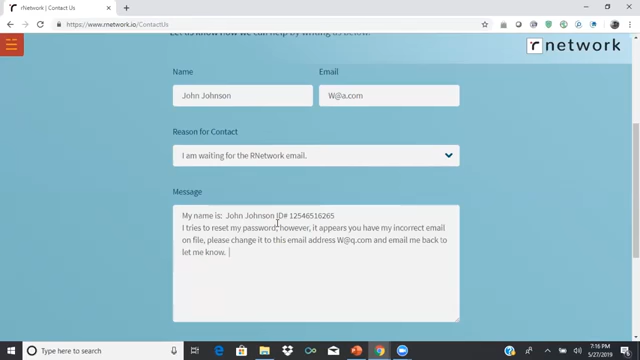 rNetwork | ContactUs
https://www.rnetwork.io/ContactUs
r network
Name
Email
John Johnson
W@a.com
Reason for Contact
I am waiting for the RNetwork email.
Message
My name is: John Johnson ID# 12546516265
I tries to reset my password, however, it appears you have my incorrect email
on file, please change it to this email address W@q.com and email me back to
let me know.
Type here to search
7:16 PM
5/27/2019